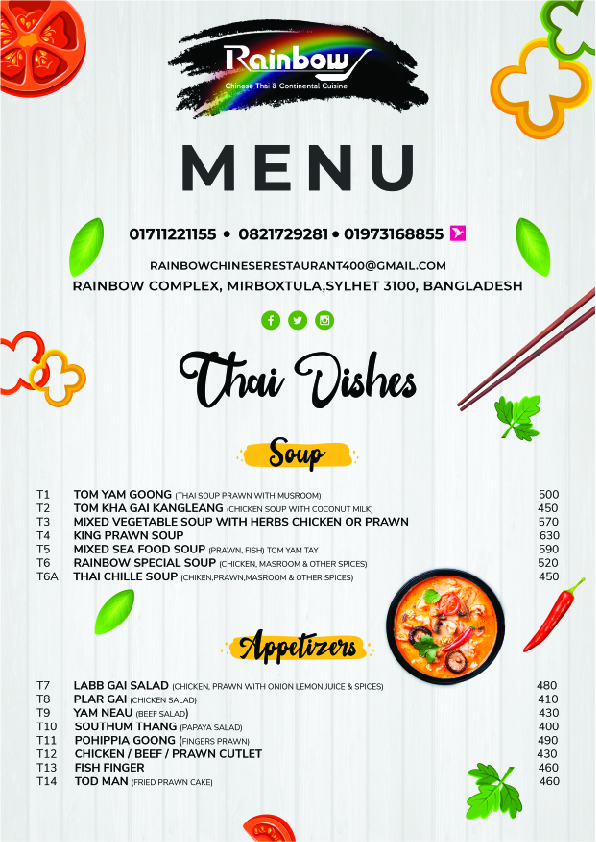 Rainbow
Chinese Thai & Continental Cuisine
MENU
01711221155 • 0821729281 • 01973168855
RAINBOWCHINESERESTAURANT400@GMAIL.COM
RAINBOW COMPLEX, MIRBOXTULA,SYLHET 3100, BANGLADESH
Thai Dishes
Soup
T1 TOM YAM GOONG (THAI SOUP PRAWN WITH MUSROOM) 500
T2 TOM KHA GAI KANGLEANG (CHICKEN SOUP WITH COCONUT MILK) 450
T3 MIXED VEGETABLE SOUP WITH HERBS CHICKEN OR PRAWN 570
T4 KING PRAWN SOUP 630
T5 MIXED SEA FOOD SOUP (PRAWN, FISH) TOM YAM TAY 590
T6 RAINBOW SPECIAL SOUP (CHICKEN, MASROOM & OTHER SPICES) 520
T6A THAI CHILLE SOUP (CHIKEN,PRAWN,MASROOM & OTHER SPICES) 450
Appetizers
T7 LABB GAI SALAD (CHICKEN, PRAWN WITH ONION LEMON JUICE & SPICES) 480
T8 PLAR GAI (CHICKEN SALAD) 410
T9 YAM NEAU (BEEF SALAD) 430
T10 SOUTHUM THANG (PAPAYA SALAD) 400
T11 POHIPPIA GOONG (FINGERS PRAWN) 490
T12 CHICKEN / BEEF / PRAWN CUTLET 430
T13 FISH FINGER 460
T14 TOD MAN (FRIED PRAWN CAKE) 460